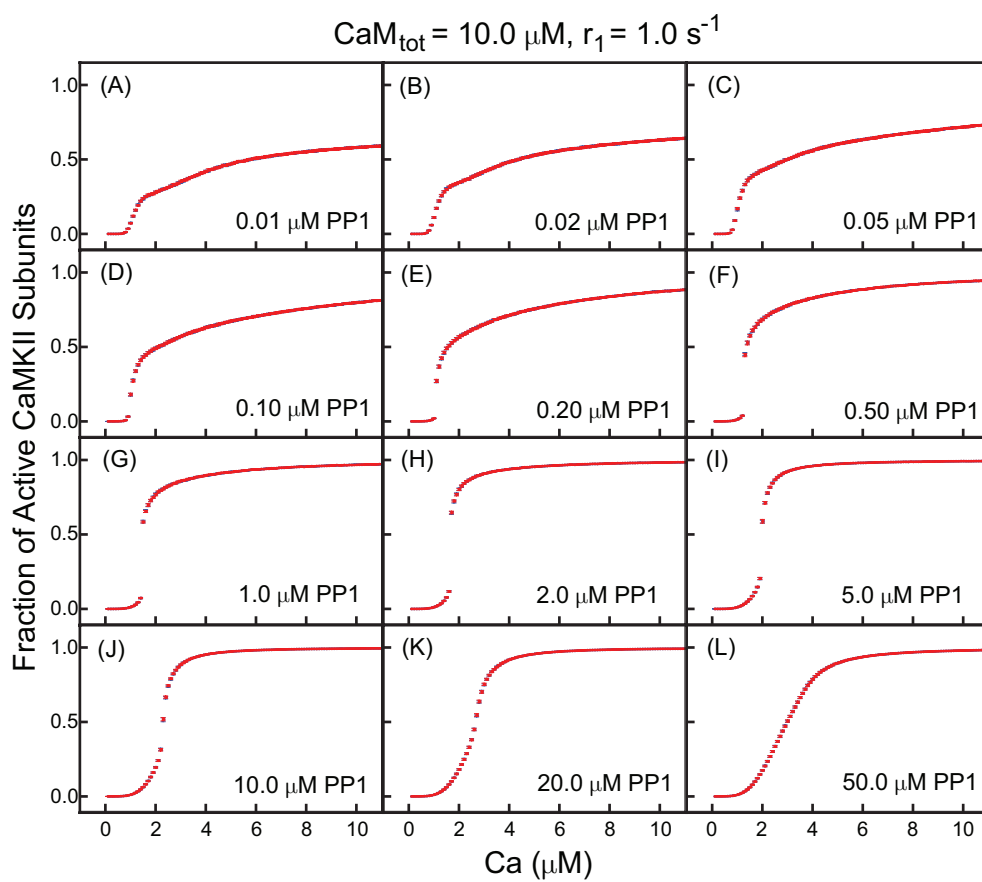 CaM_tot = 10.0 μM, r_1 = 1.0 s^-1
Fraction of Active CaMKII Subunits
1.0
0.5
0.0
(A)
0.01 μM PP1
(B)
0.02 μM PP1
(C)
0.05 μM PP1
1.0
0.5
0.0
(D)
0.10 μM PP1
(E)
0.20 μM PP1
(F)
0.50 μM PP1
1.0
0.5
0.0
(G)
1.0 μM PP1
(H)
2.0 μM PP1
(I)
5.0 μM PP1
1.0
0.5
0.0
(J)
10.0 μM PP1
(K)
20.0 μM PP1
(L)
50.0 μM PP1
0 2 4 6 8 10
0 2 4 6 8 10
0 2 4 6 8 10
Ca (μM)